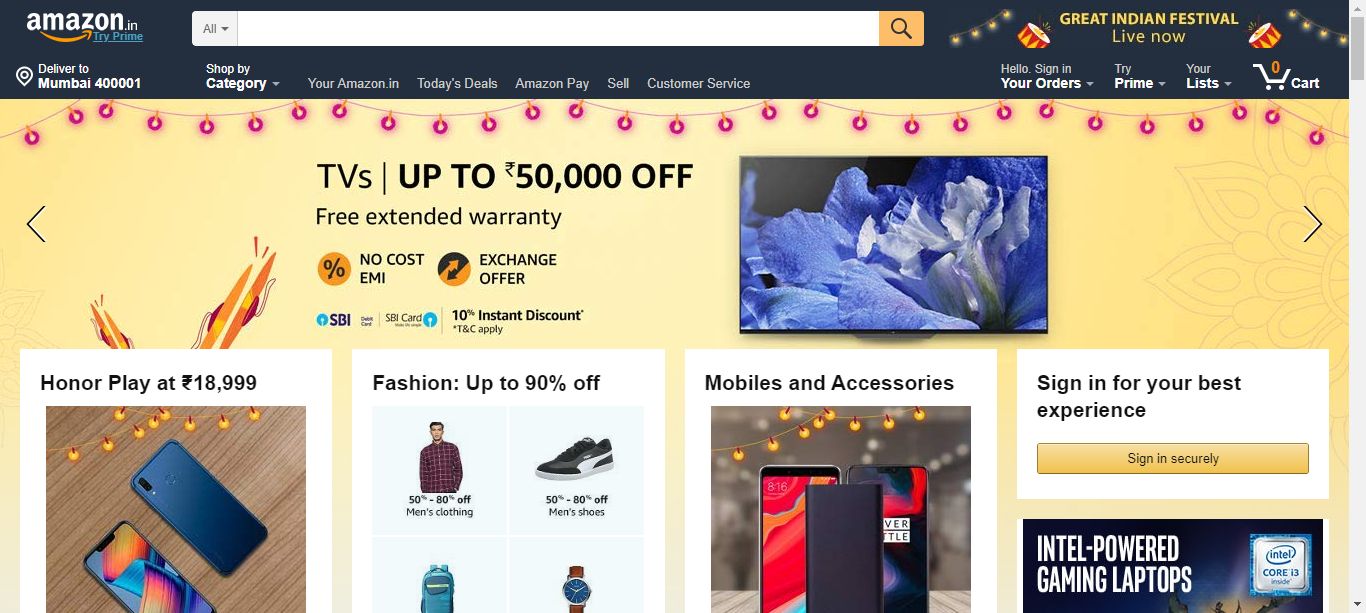 amazon.in
Try Prime
All
GREAT INDIAN FESTIVAL
Live now
Deliver to
Mumbai 400001
Shop by
Category
Your Amazon.in
Today's Deals
Amazon Pay
Sell
Customer Service
Hello. Sign in
Your Orders
Try
Prime
Your
Lists
0
Cart
TVs | UP TO ₹50,000 OFF
Free extended warranty
%
NO COST
EMI
EXCHANGE
OFFER
SBI
Debit
Card
SBI Card
Make life simple
10% Instant Discount*
*T&C apply
Honor Play at ₹18,999
Fashion: Up to 90% off
50% - 80% off
Men's clothing
50% - 80% off
Men's shoes
Mobiles and Accessories
8:16
Sign in for your best
experience
Sign in securely
INTEL-POWERED
GAMING LAPTOPS
intel
CORE i3
inside